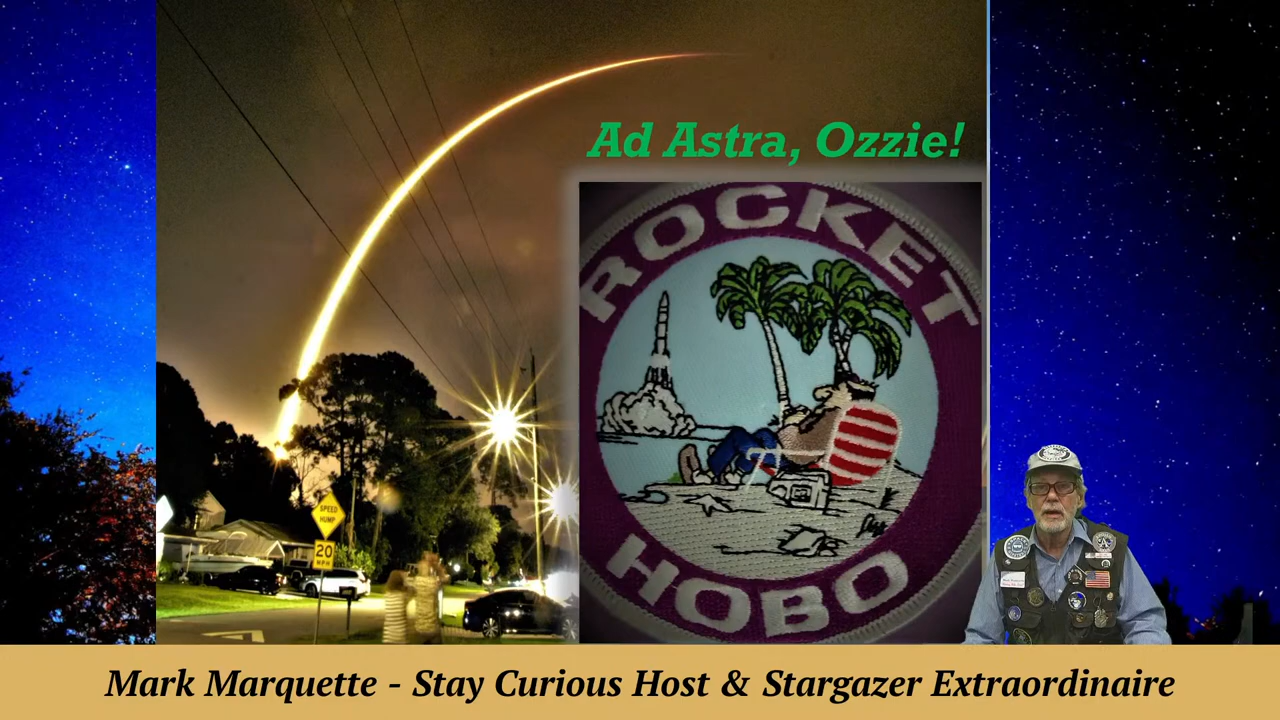 Ad Astra, Ozzie!
ROCKET
HOBO
SPEED
HUMP
20
MPH
Mark Marquette - Stay Curious Host & Stargazer Extraordinaire